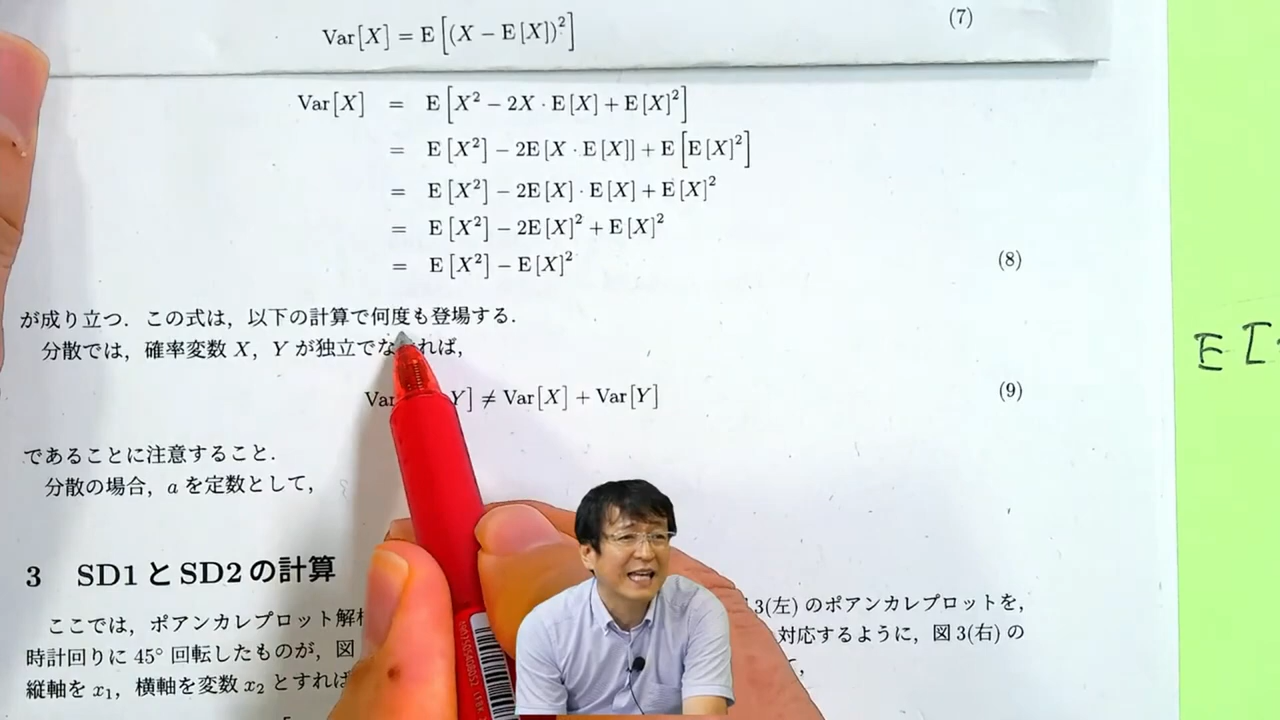 Var[X] = E[(X − E[X])²] (7)
Var[X] = E[X² − 2X · E[X] + E[X]²]
= E[X²] − 2E[X · E[X]] + E[E[X]²]
= E[X²] − 2E[X] · E[X] + E[X]²
= E[X²] − 2E[X]² + E[X]²
= E[X²] − E[X]² (8)
が成り立つ. この式は, 以下の計算で何度も登場する.
分散では, 確率変数 X, Y が独立でな れば,
Var Y] ≠ Var[X] + Var[Y] (9)
であることに注意すること.
分散の場合, a を定数として,
3 SD1 と SD2 の計算
ここでは, ポアンカレプロット解 3(左) のポアンカレプロットを,
時計回りに 45° 回転したものが, 図 対応するように, 図 3(右) の
縦軸を x₁, 横軸を変数 x₂ とすれば
E [